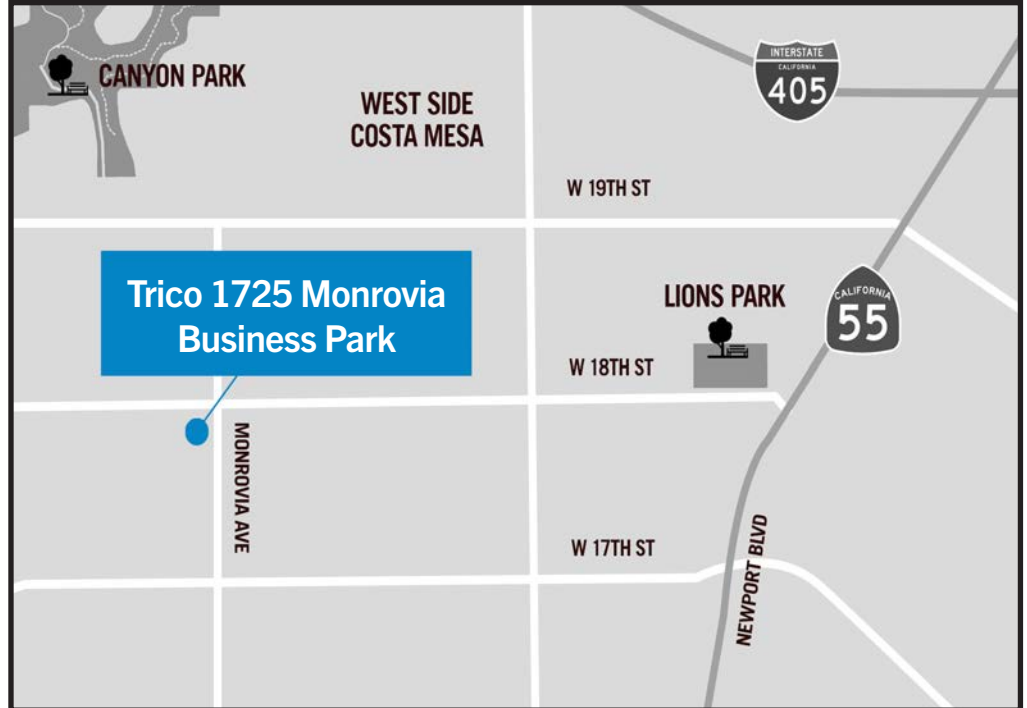 CANYON PARK
WEST SIDE
COSTA MESA
INTERSTATE
CALIFORNIA
405
W 19TH ST
Trico 1725 Monrovia
Business Park
LIONS PARK
CALIFORNIA
55
W 18TH ST
MONROVIA AVE
W 17TH ST
NEWPORT BLVD